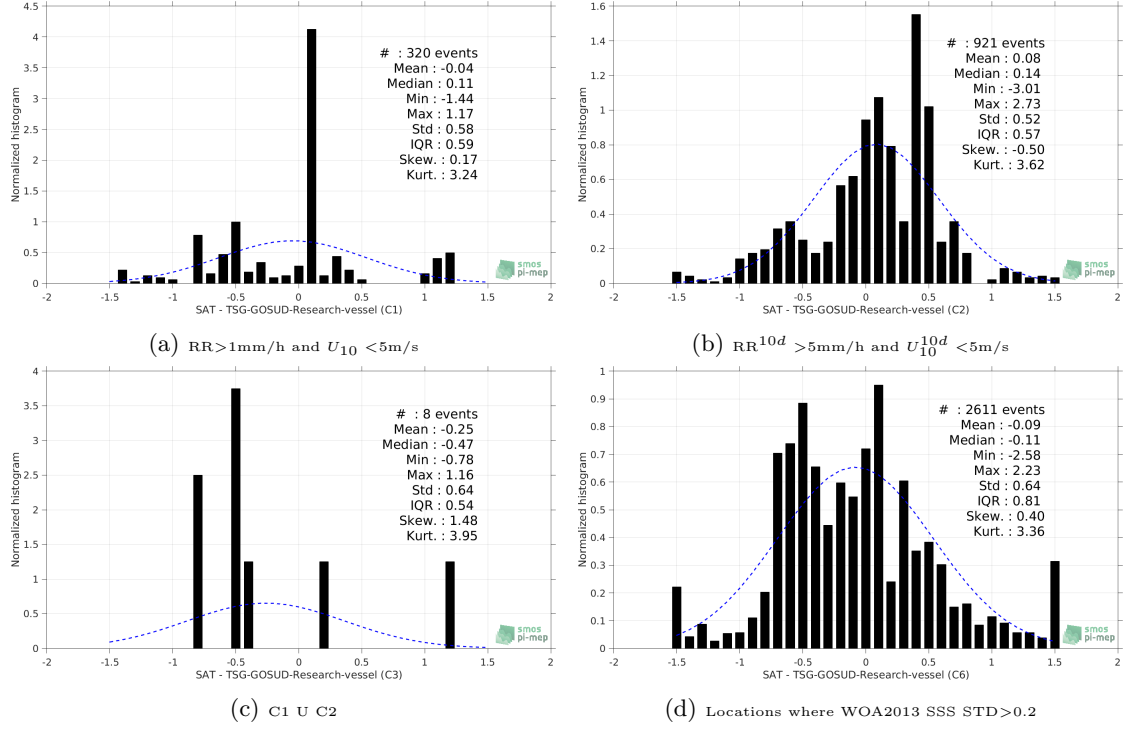 4.5
4
3.5
3
2.5
2
1.5
1
0.5
0
Normalized histogram
# : 320 events
Mean : -0.04
Median : 0.11
Min : -1.44
Max : 1.17
Std : 0.58
IQR : 0.59
Skew. : 0.17
Kurt. : 3.24
smos
pi-mep
-2 -1.5 -1 -0.5 0 0.5 1 1.5 2
SAT - TSG-GOSUD-Research-vessel (C1)
(a) RR>1mm/h and U10 <5m/s
1.6
1.4
1.2
1
0.8
0.6
0.4
0.2
0
Normalized histogram
# : 921 events
Mean : 0.08
Median : 0.14
Min : -3.01
Max : 2.73
Std : 0.52
IQR : 0.57
Skew. : -0.50
Kurt. : 3.62
smos
pi-mep
-2 -1.5 -1 -0.5 0 0.5 1 1.5 2
SAT - TSG-GOSUD-Research-vessel (C2)
(b) RR^10d >5mm/h and U10^10d <5m/s
4
3.5
3
2.5
2
1.5
1
0.5
0
Normalized histogram
# : 8 events
Mean : -0.25
Median : -0.47
Min : -0.78
Max : 1.16
Std : 0.64
IQR : 0.54
Skew. : 1.48
Kurt. : 3.95
smos
pi-mep
-2 -1.5 -1 -0.5 0 0.5 1 1.5 2
SAT - TSG-GOSUD-Research-vessel (C3)
(c) C1 U C2
1
0.9
0.8
0.7
0.6
0.5
0.4
0.3
0.2
0.1
0
Normalized histogram
# : 2611 events
Mean : -0.09
Median : -0.11
Min : -2.58
Max : 2.23
Std : 0.64
IQR : 0.81
Skew. : 0.40
Kurt. : 3.36
smos
pi-mep
-2 -1.5 -1 -0.5 0 0.5 1 1.5 2
SAT - TSG-GOSUD-Research-vessel (C6)
(d) Locations where WOA2013 SSS STD>0.2